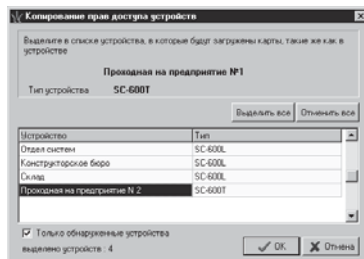 Копирование прав доступа устройств
Выделите в списке устройства, в которые будут загружены карты, такие же как в
устройстве
Проходная на предприятие №1
Тип устройства SC-600T
Выделить все Отменить все
Устройство Тип
Отдел систем SC-600L
Конструкторское бюро SC-600L
Склад SC-600L
Проходная на предприятие N 2 SC-600T
Только обнаруженные устройства
выделено устройств : 4
OK Отмена